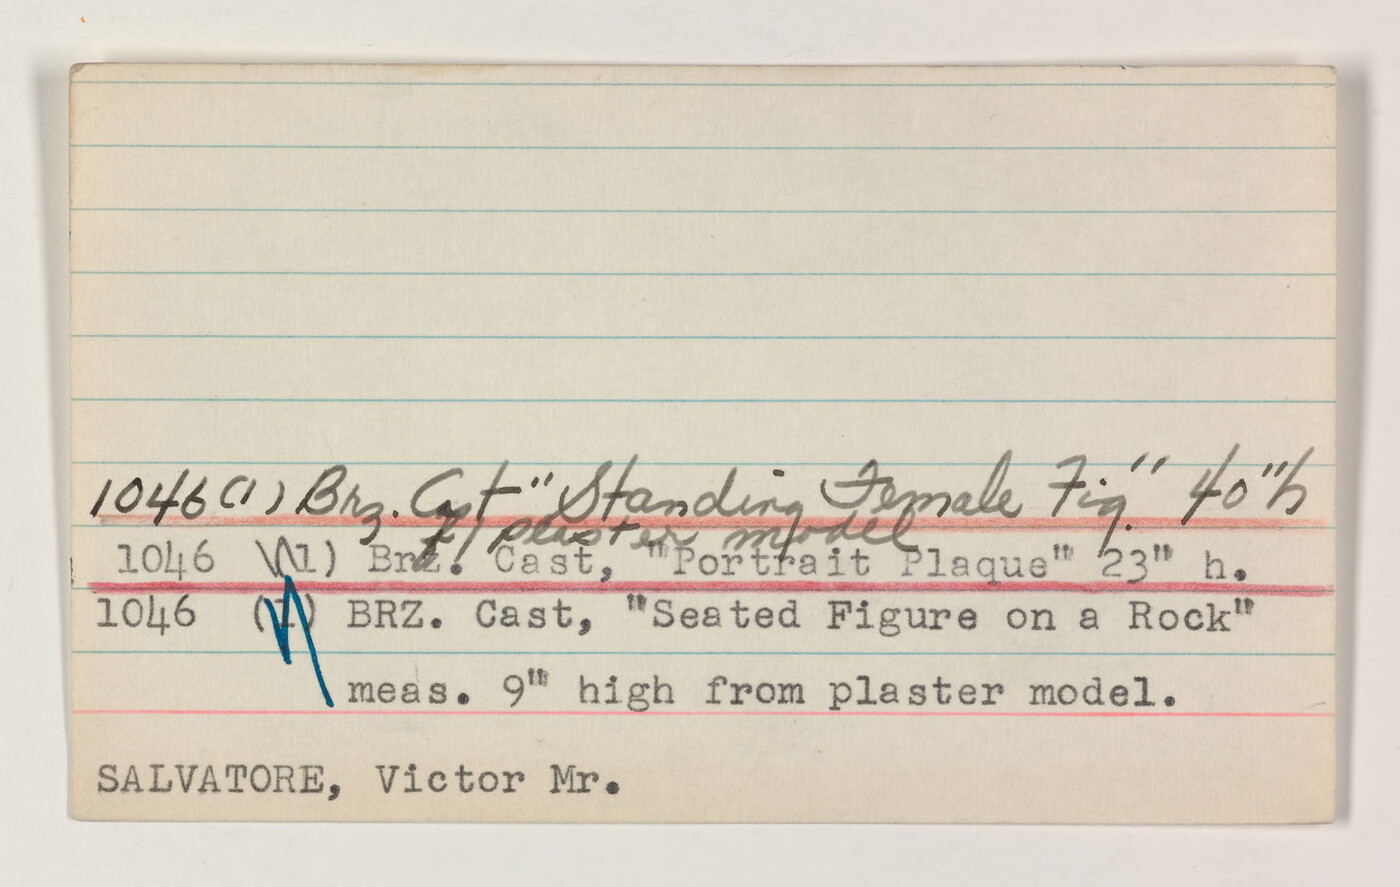 1046 (1) Brz. Cast "Standing Female Fig." 40"h
f/ plaster model
1046 (1) Brz. Cast, "Portrait Plaque" 23" h.
1046 (1) BRZ. Cast, "Seated Figure on a Rock"
meas. 9" high from plaster model.
SALVATORE, Victor Mr.